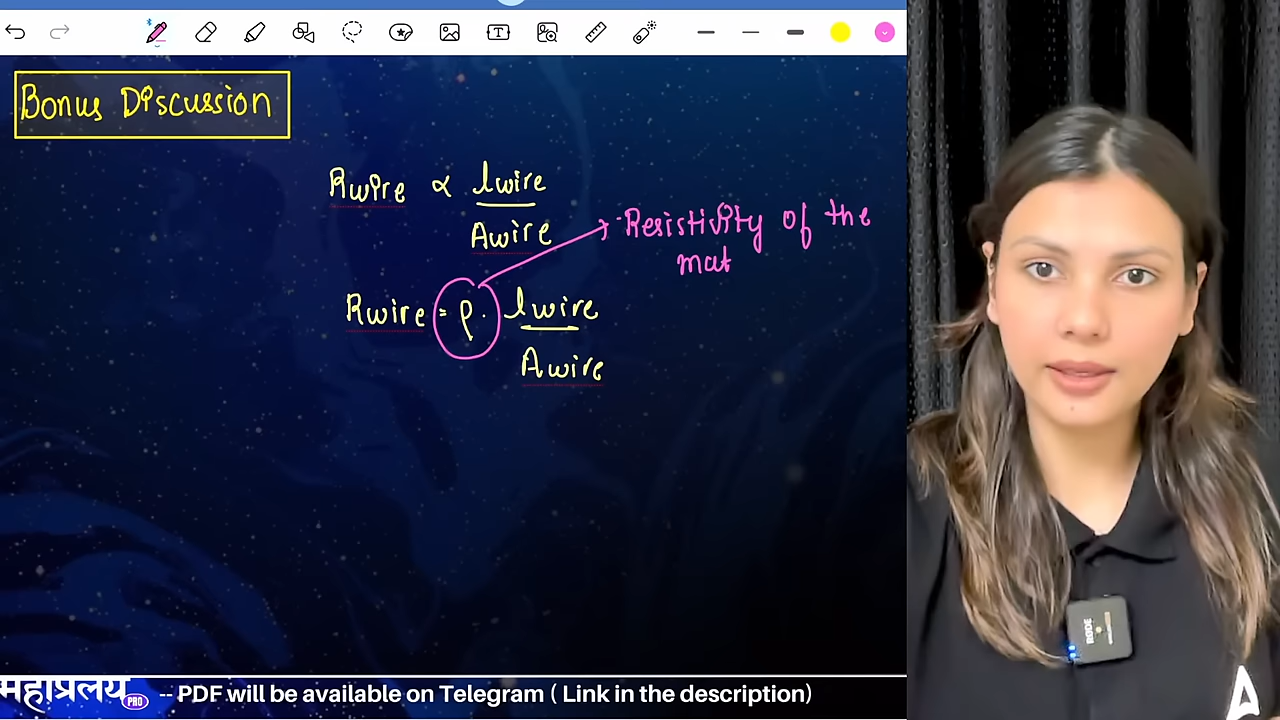 Bonus Discussion
Rwire ∝ lwire
Awire
Resistivity of the
mat
Rwire = ρ. lwire
Awire
RODE
महाप्रलय PRO -- PDF will be available on Telegram ( Link in the description)